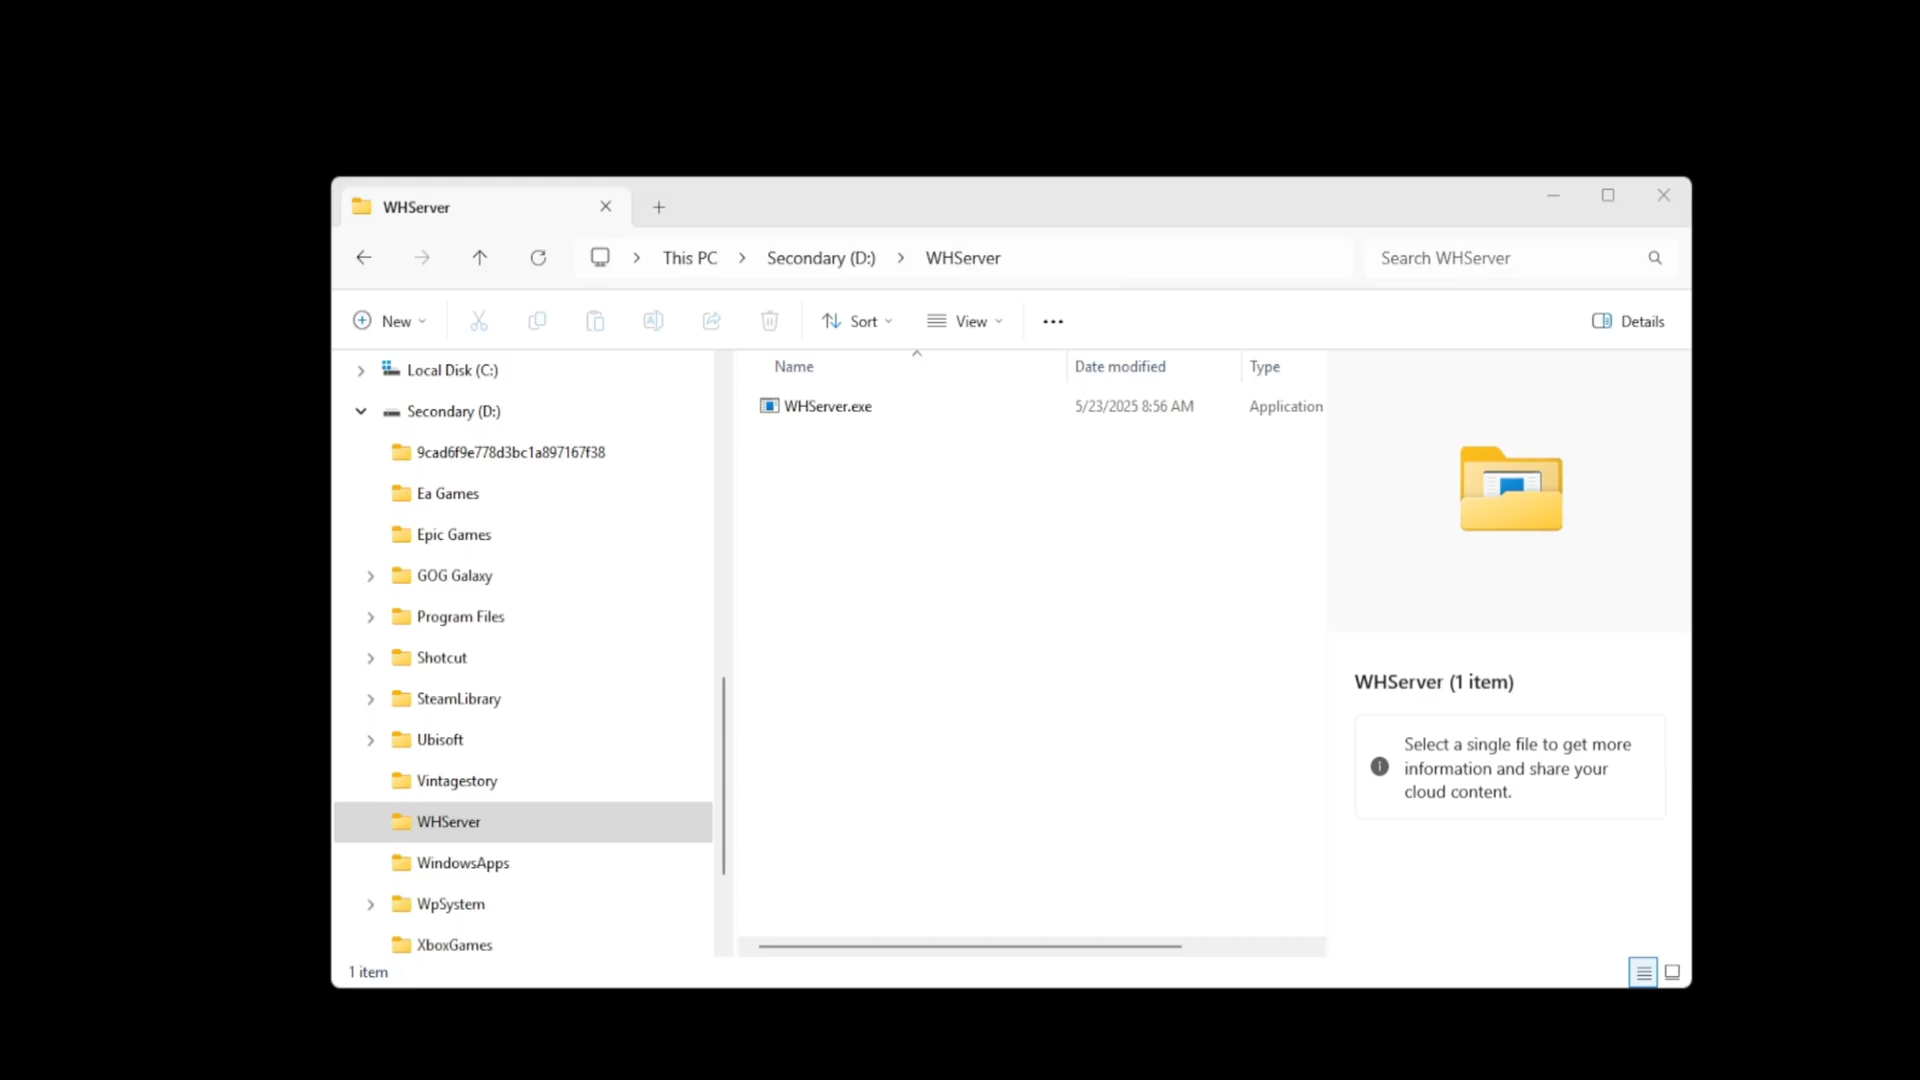 WHServer
This PC > Secondary (D:) > WHServer
Search WHServer
New
Sort
View
Details
Local Disk (C:)
Secondary (D:)
9cad6f9e778d3bc1a897167f38
Ea Games
Epic Games
GOG Galaxy
Program Files
Shotcut
SteamLibrary
Ubisoft
Vintagestory
WHServer
WindowsApps
WpSystem
XboxGames
Name Date modified Type
WHServer.exe 5/23/2025 8:56 AM Application
WHServer (1 item)
Select a single file to get more
information and share your
cloud content.
1 item